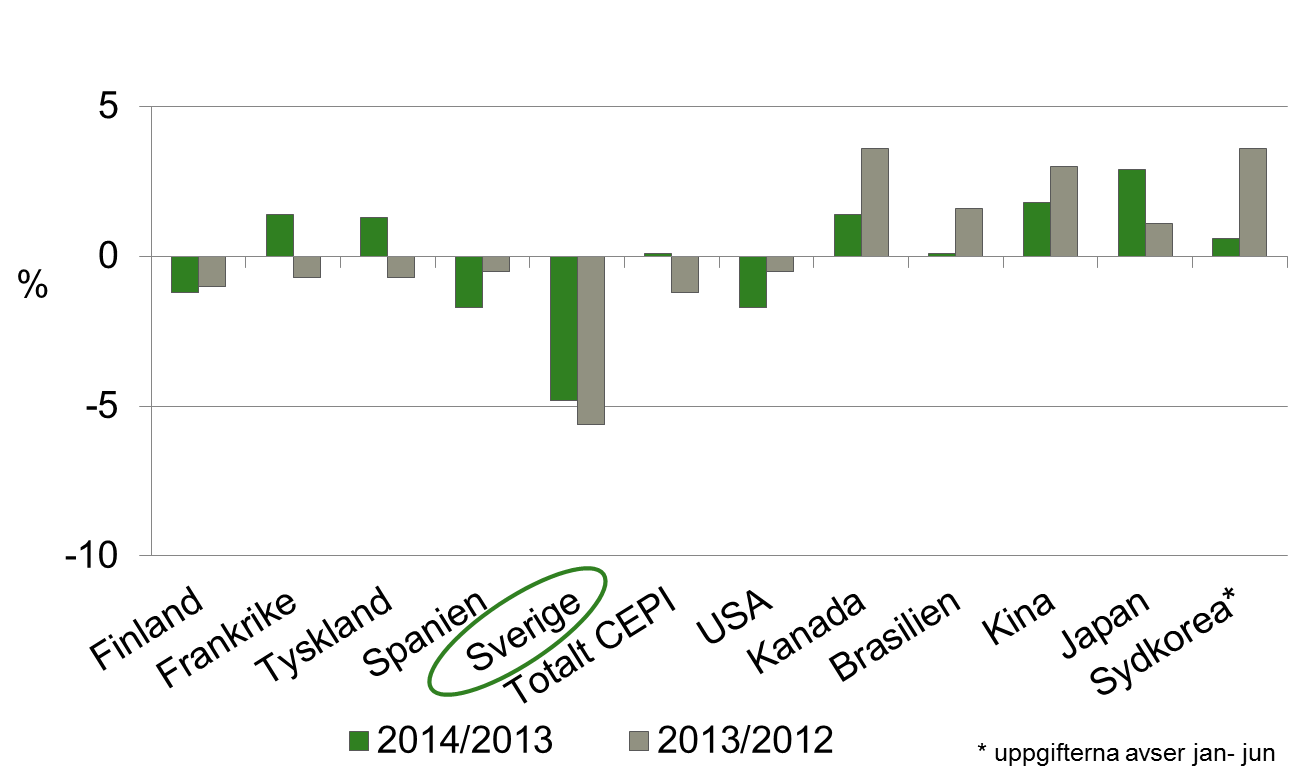 5
0
%
-5
-10
Finland
Frankrike
Tyskland
Spanien
Sverige
Totalt CEPI
USA
Kanada
Brasilien
Kina
Japan
Sydkorea*
2014/2013
2013/2012
* uppgifterna avser jan- jun